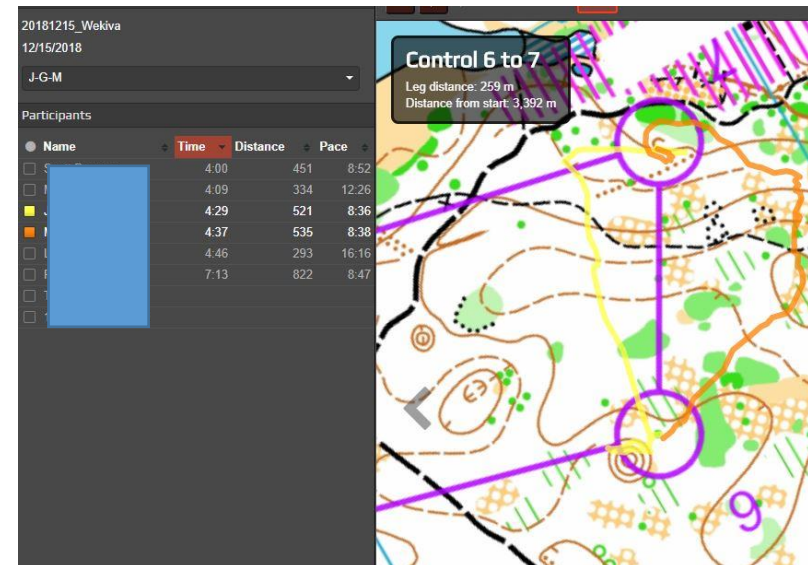 20181215_Wekiva
12/15/2018
J-G-M
Participants
Name Time Distance Pace
4:00 451 8:52
4:09 334 12:26
4:29 521 8:36
4:37 535 8:38
4:46 293 16:16
7:13 822 8:47
Control 6 to 7
Leg distance: 259 m
Distance from start: 3,392 m
9